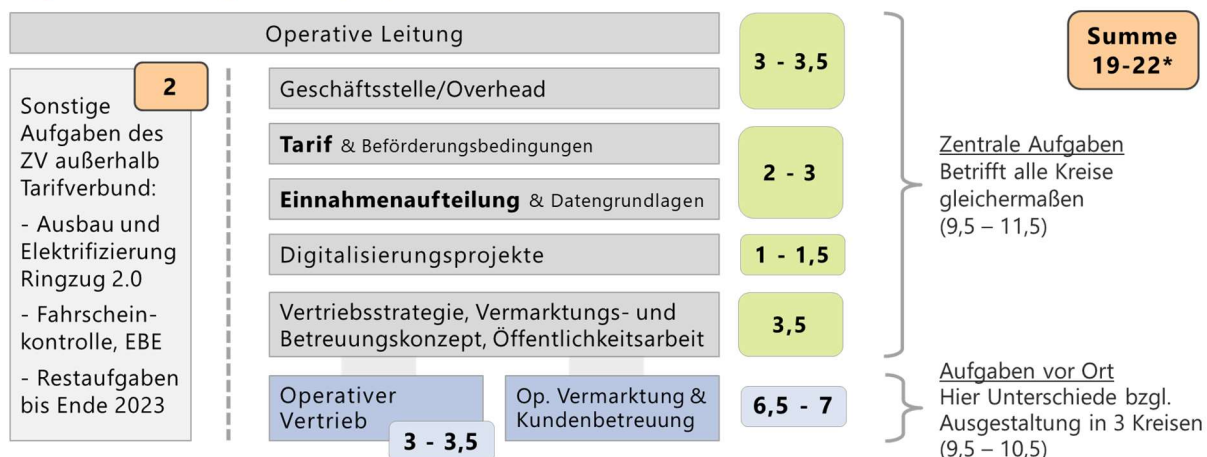 Operative Leitung
3 - 3,5
Summe
19-22*
2
Sonstige
Aufgaben des
ZV außerhalb
Tarifverbund:
- Ausbau und
Elektrifizierung
Ringzug 2.0
- Fahrschein-
kontrolle, EBE
- Restaufgaben
bis Ende 2023
Geschäftsstelle/Overhead
Tarif & Beförderungsbedingungen
2 - 3
Einnahmenaufteilung & Datengrundlagen
Digitalisierungsprojekte
1 - 1,5
Vertriebsstrategie, Vermarktungs- und
Betreuungskonzept, Öffentlichkeitsarbeit
3,5
Operativer
Vertrieb
3 - 3,5
Op. Vermarktung &
Kundenbetreuung
6,5 - 7
Zentrale Aufgaben
Betrifft alle Kreise
gleichermaßen
(9,5 – 11,5)
Aufgaben vor Ort
Hier Unterschiede bzgl.
Ausgestaltung in 3 Kreisen
(9,5 – 10,5)